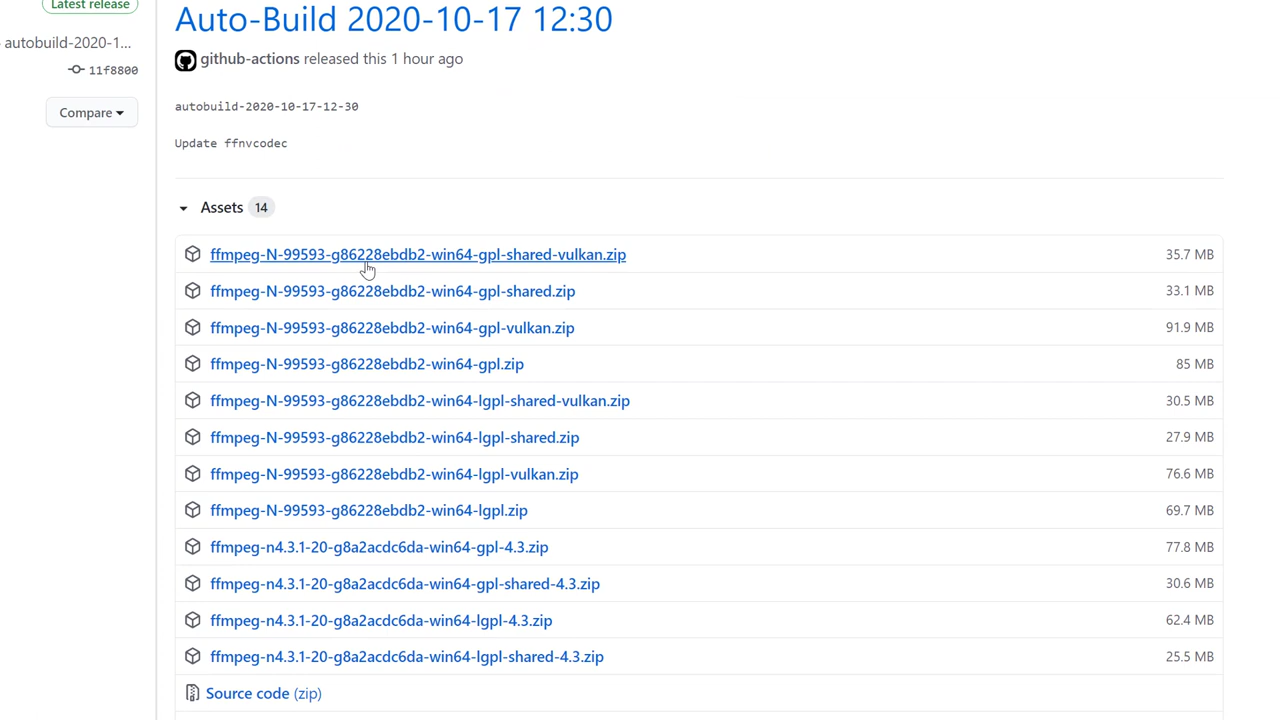 Latest release
autobuild-2020-1...
11f8800
Compare
Auto-Build 2020-10-17 12:30
github-actions released this 1 hour ago
autobuild-2020-10-17-12-30
Update ffnvcodec
Assets 14
ffmpeg-N-99593-g86228ebdb2-win64-gpl-shared-vulkan.zip 35.7 MB
ffmpeg-N-99593-g86228ebdb2-win64-gpl-shared.zip 33.1 MB
ffmpeg-N-99593-g86228ebdb2-win64-gpl-vulkan.zip 91.9 MB
ffmpeg-N-99593-g86228ebdb2-win64-gpl.zip 85 MB
ffmpeg-N-99593-g86228ebdb2-win64-lgpl-shared-vulkan.zip 30.5 MB
ffmpeg-N-99593-g86228ebdb2-win64-lgpl-shared.zip 27.9 MB
ffmpeg-N-99593-g86228ebdb2-win64-lgpl-vulkan.zip 76.6 MB
ffmpeg-N-99593-g86228ebdb2-win64-lgpl.zip 69.7 MB
ffmpeg-n4.3.1-20-g8a2acdc6da-win64-gpl-4.3.zip 77.8 MB
ffmpeg-n4.3.1-20-g8a2acdc6da-win64-gpl-shared-4.3.zip 30.6 MB
ffmpeg-n4.3.1-20-g8a2acdc6da-win64-lgpl-4.3.zip 62.4 MB
ffmpeg-n4.3.1-20-g8a2acdc6da-win64-lgpl-shared-4.3.zip 25.5 MB
Source code (zip)